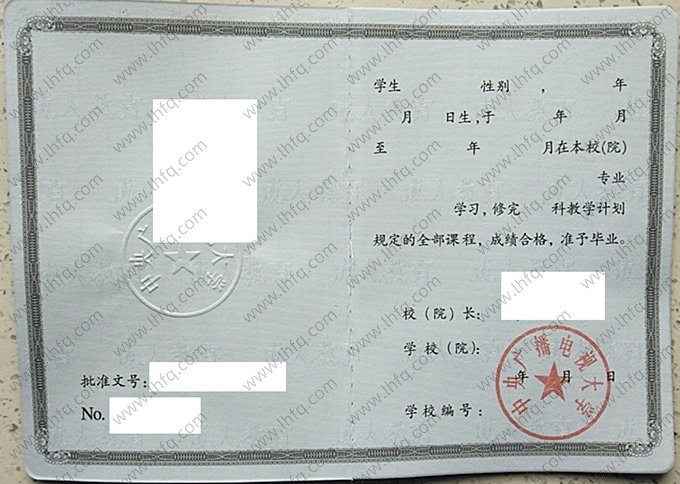 学生 性别 , 年
月 日生,于 年 月
至 年 月在本校(院)
专业
学习,修完 科教学计划
规定的全部课程,成绩合格,准予毕业。
校（院）长:
学校（院）:
年 月 日
学校编号：
中央广播电视大学
批准文号:
No.
www.lhfq.com